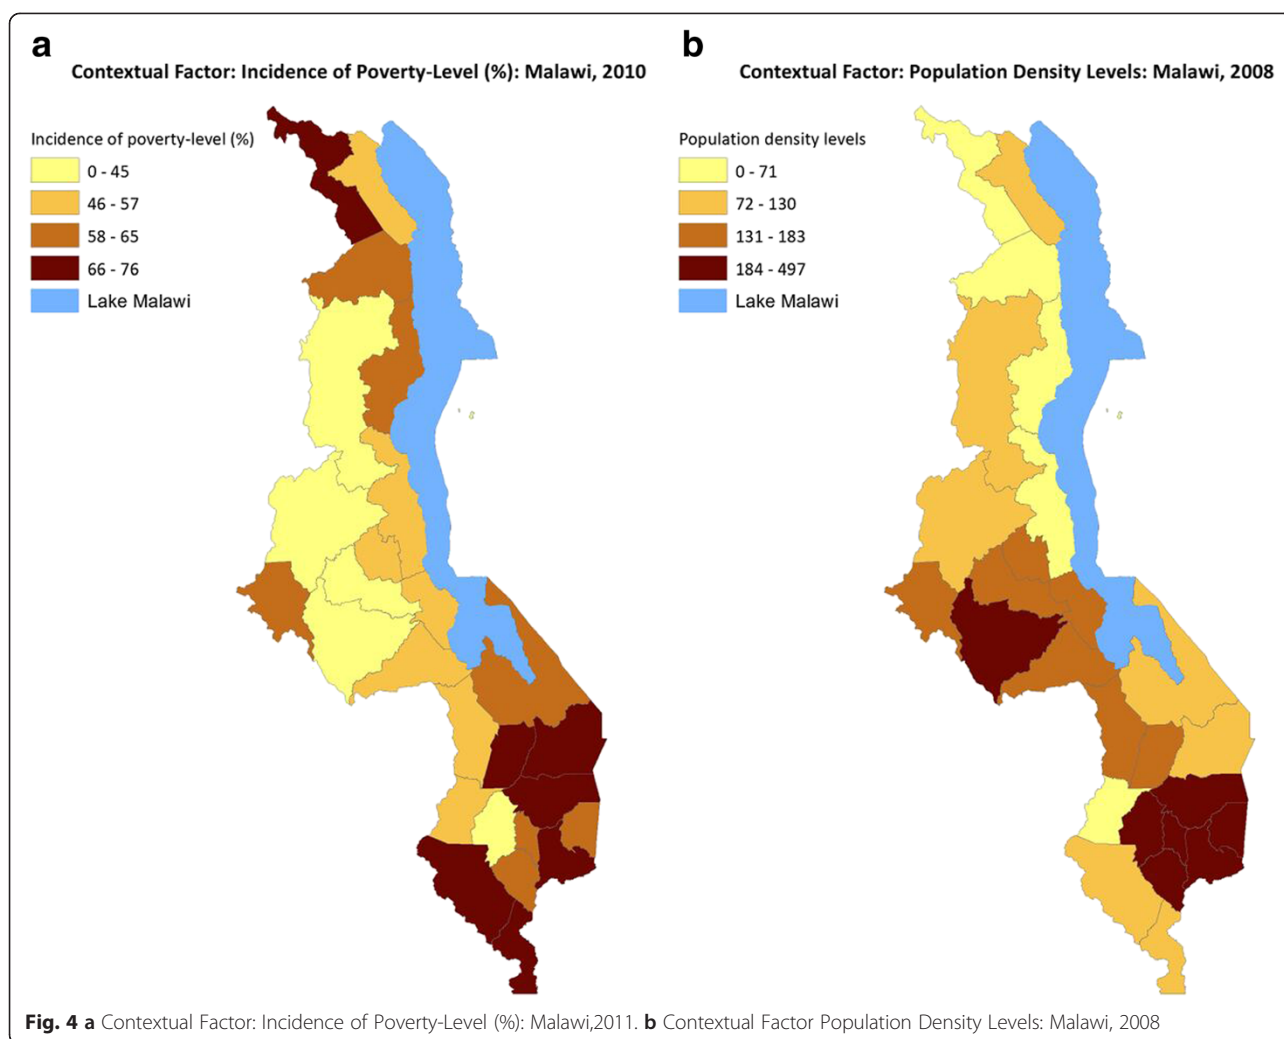 a
Contextual Factor: Incidence of Poverty-Level (%): Malawi, 2010
Incidence of poverty-level (%)
0 - 45
46 - 57
58 - 65
66 - 76
Lake Malawi
b
Contextual Factor: Population Density Levels: Malawi, 2008
Population density levels
0 - 71
72 - 130
131 - 183
184 - 497
Lake Malawi
Fig. 4 a Contextual Factor: Incidence of Poverty-Level (%): Malawi,2011. b Contextual Factor Population Density Levels: Malawi, 2008